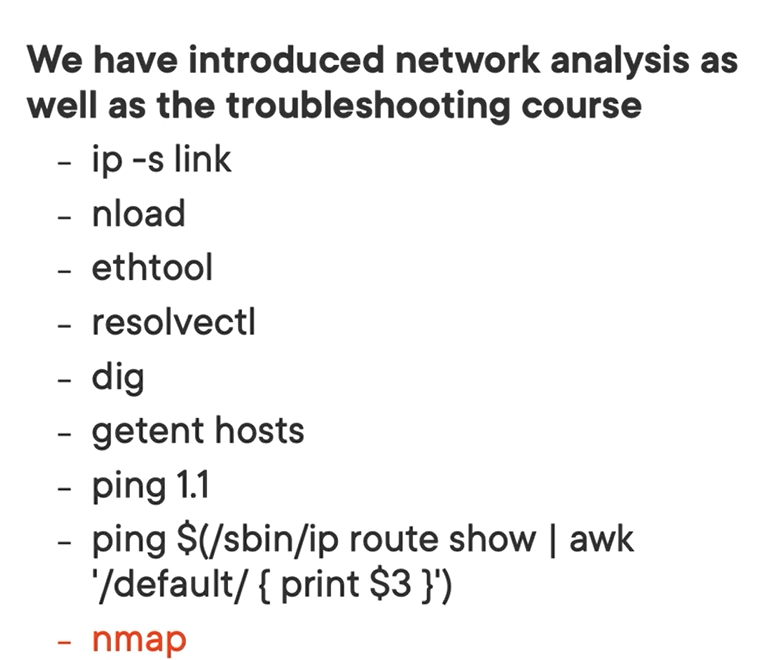 We have introduced network analysis as
well as the troubleshooting course
- ip -s link
- nload
- ethtool
- resolvectl
- dig
- getent hosts
- ping 1.1
- ping $(/sbin/ip route show | awk
'/default/ { print $3 }')
- nmap